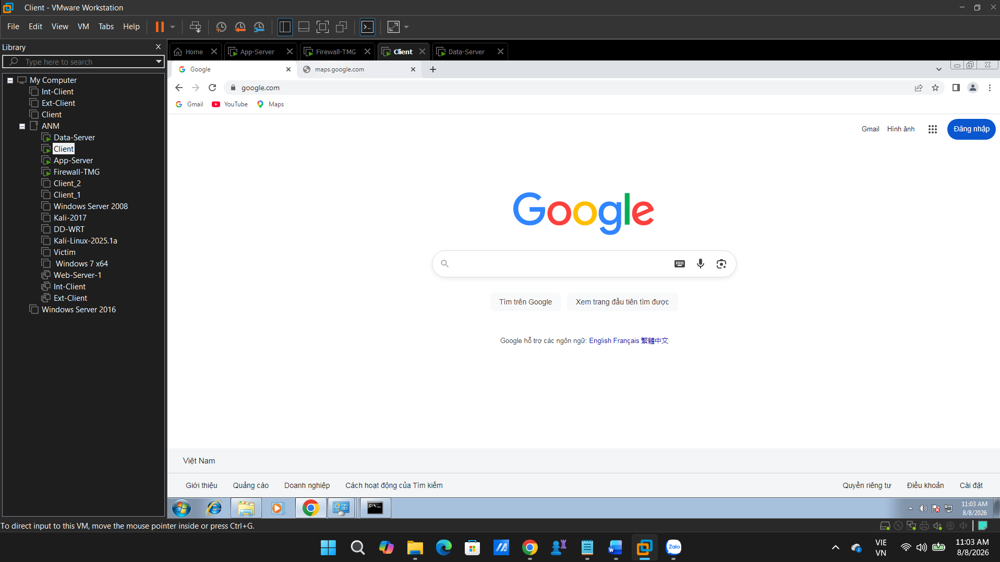 Client - VMware Workstation
File Edit View VM Tabs Help
Library
Type here to search
My Computer
Int-Client
Ext-Client
Client
ANM
Data-Server
Client
App-Server
Firewall-TMG
Client_2
Client_1
Windows Server 2008
Kali-2017
DD-WRT
Kali-Linux-2025.1a
Victim
Windows 7 x64
Web-Server-1
Int-Client
Ext-Client
Windows Server 2016
Home App-Server Firewall-TMG Client Data-Server
Google maps.google.com
google.com
Gmail YouTube Maps
Gmail Hình ảnh Đăng nhập
Google
Tìm trên Google Xem trang đầu tiên tìm được
Google hỗ trợ các ngôn ngữ: English Français 繁體中文
Việt Nam
Giới thiệu Quảng cáo Doanh nghiệp Cách hoạt động của Tìm kiếm Quyền riêng tư Điều khoản Cài đặt
C:\
11:03 AM
8/8/2026
To direct input to this VM, move the mouse pointer inside or press Ctrl+G.
Zalo
VIE
VN
11:03 AM
8/8/2026